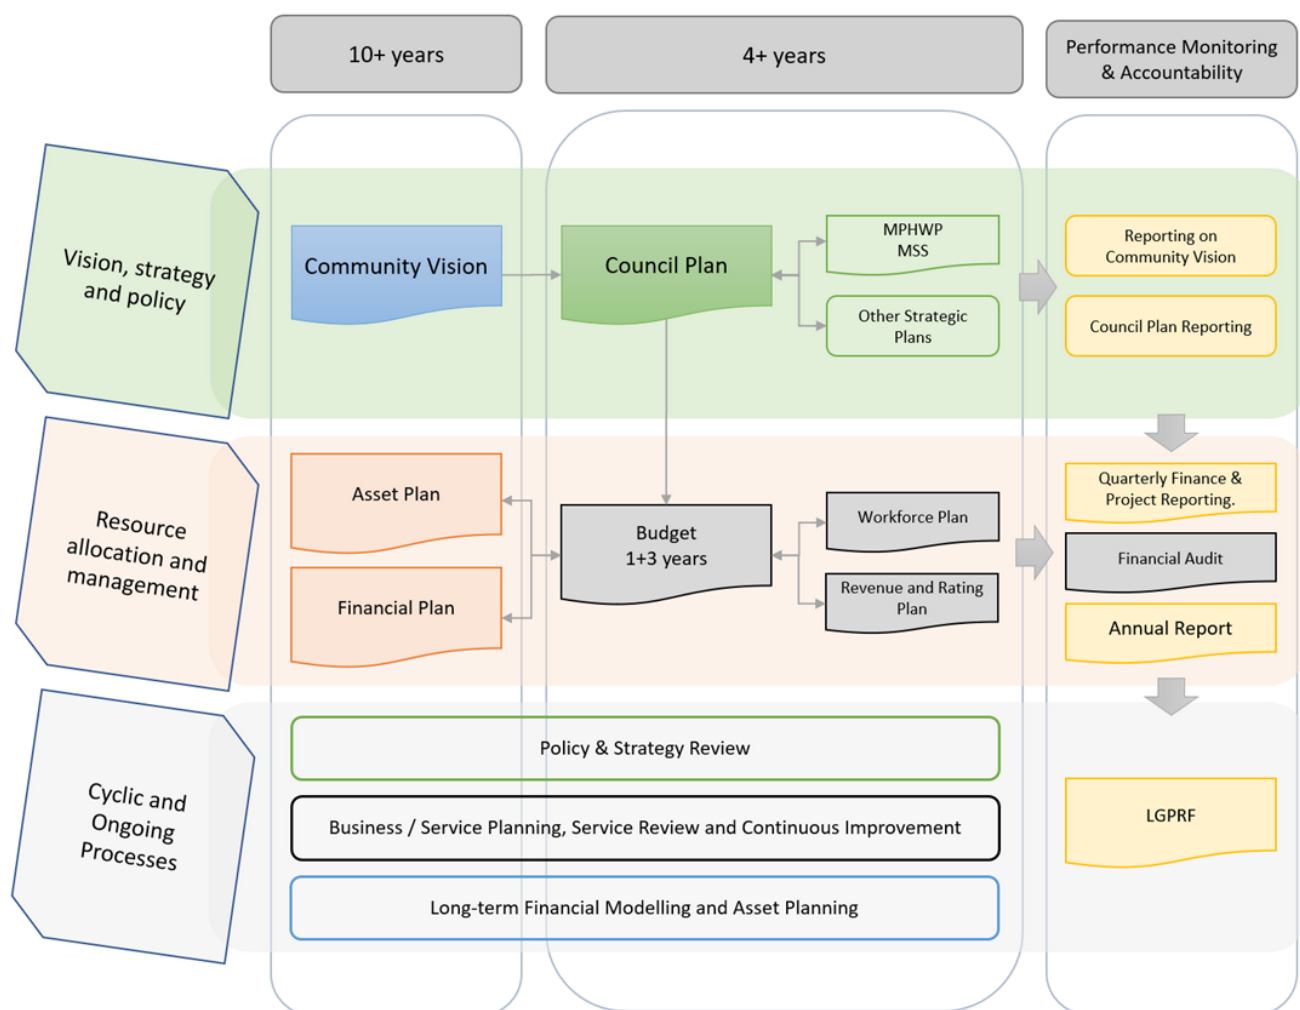 10+ years
4+ years
Performance Monitoring
& Accountability
Vision, strategy
and policy
Community Vision
Council Plan
MPHWP
MSS
Other Strategic
Plans
Reporting on
Community Vision
Council Plan Reporting
Resource
allocation and
management
Asset Plan
Financial Plan
Budget
1+3 years
Workforce Plan
Revenue and Rating
Plan
Quarterly Finance &
Project Reporting.
Financial Audit
Annual Report
Cyclic and
Ongoing
Processes
Policy & Strategy Review
Business / Service Planning, Service Review and Continuous Improvement
Long-term Financial Modelling and Asset Planning
LGPRF